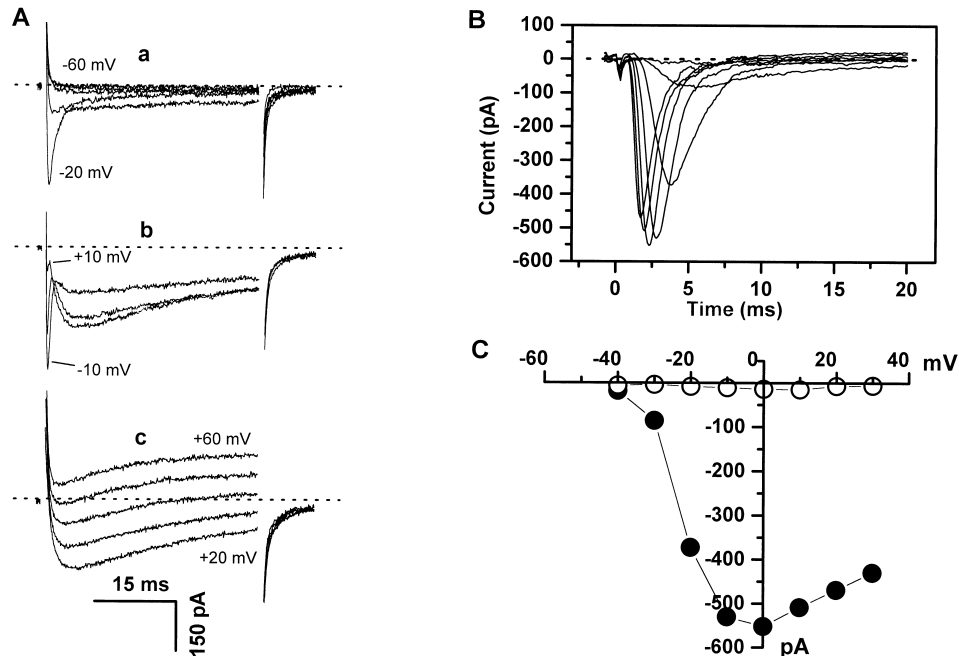 A
a
-60 mV
-20 mV
b
+10 mV
-10 mV
c
+60 mV
+20 mV
15 ms
150 pA
B
100
0
-100
-200
-300
-400
-500
-600
Current (pA)
0
5
10
15
20
Time (ms)
C
-60
-40
-20
0
20
40
mV
-100
-200
-300
-400
-500
-600
pA